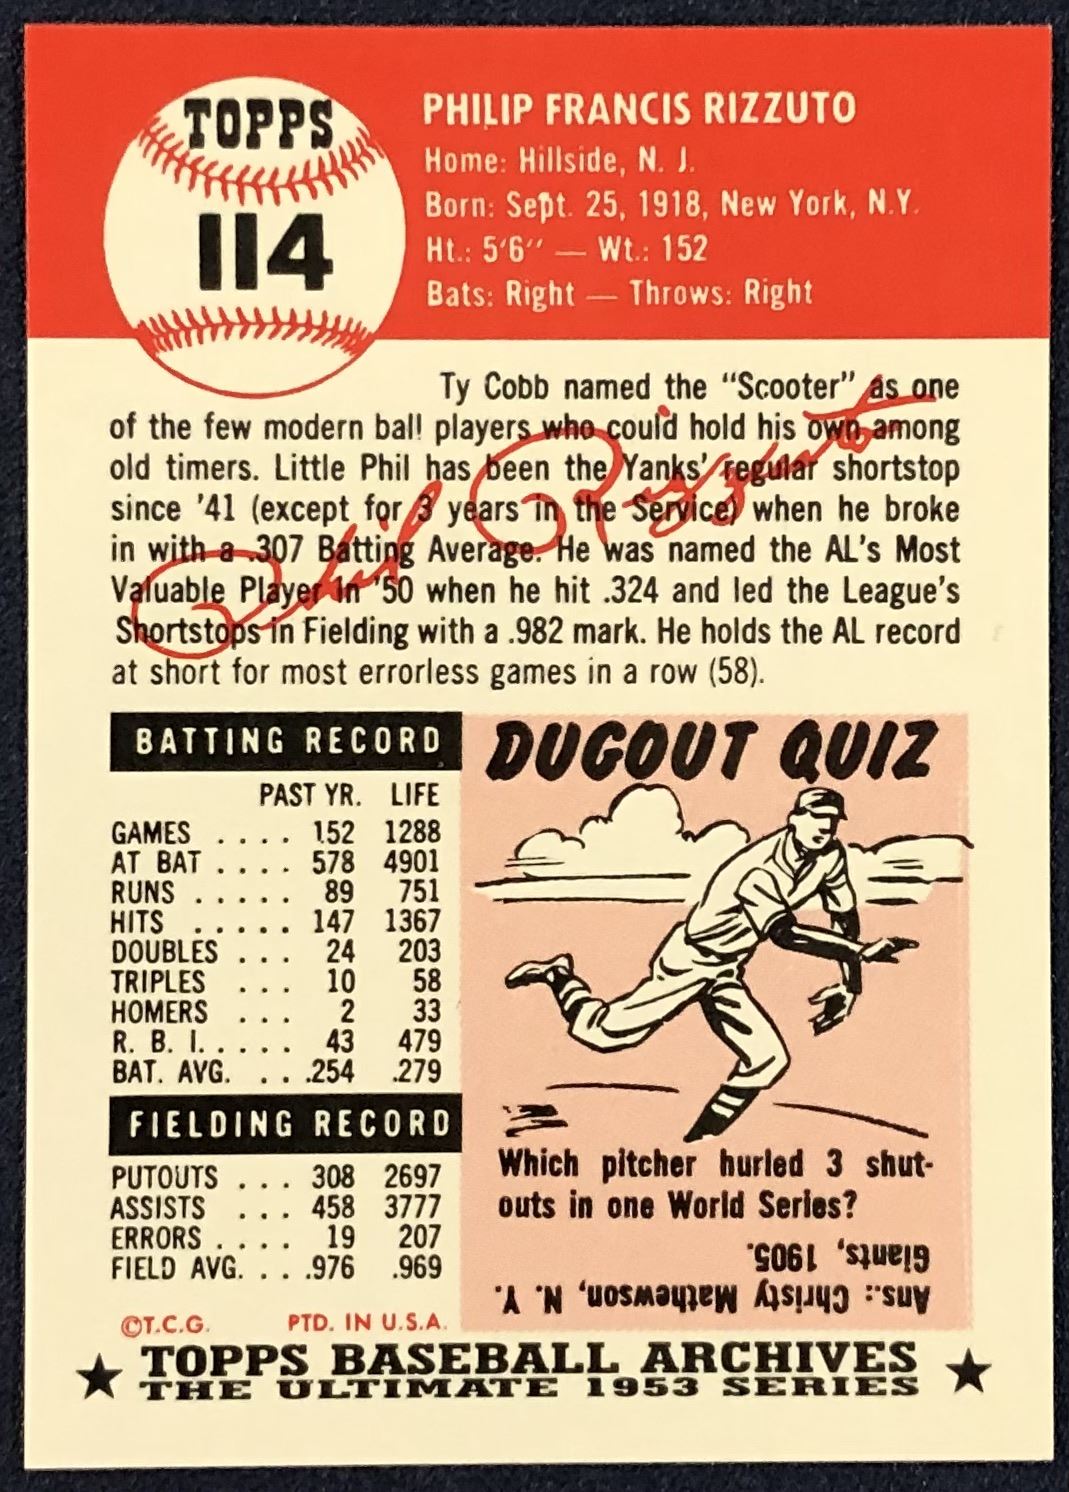 TOPPS
114
PHILIP FRANCIS RIZZUTO
Home: Hillside, N. J.
Born: Sept. 25, 1918, New York, N.Y.
Ht.: 5'6" — Wt.: 152
Bats: Right — Throws: Right
Ty Cobb named the "Scooter" as one
of the few modern ball players who could hold his own among
old timers. Little Phil has been the Yanks' regular shortstop
since '41 (except for 3 years in the Service) when he broke
in with a .307 Batting Average. He was named the AL's Most
Valuable Player in '50 when he hit .324 and led the League's
Shortstops in Fielding with a .982 mark. He holds the AL record
at short for most errorless games in a row (58).
Phil Rizzuto
BATTING RECORD
PAST YR. LIFE
GAMES .... 152 1288
AT BAT .... 578 4901
RUNS ..... 89 751
HITS ..... 147 1367
DOUBLES ... 24 203
TRIPLES ... 10 58
HOMERS ... 2 33
R. B. I. .... 43 479
BAT. AVG. .. .254 .279
FIELDING RECORD
PUTOUTS ... 308 2697
ASSISTS ... 458 3777
ERRORS .... 19 207
FIELD AVG. .. .976 .969
©T.C.G. PTD. IN U.S.A.
DUGOUT QUIZ
Which pitcher hurled 3 shut-
outs in one World Series?
Ans.: Christy Mathewson, N. Y.
Giants, 1905.
★ TOPPS BASEBALL ARCHIVES ★
THE ULTIMATE 1953 SERIES